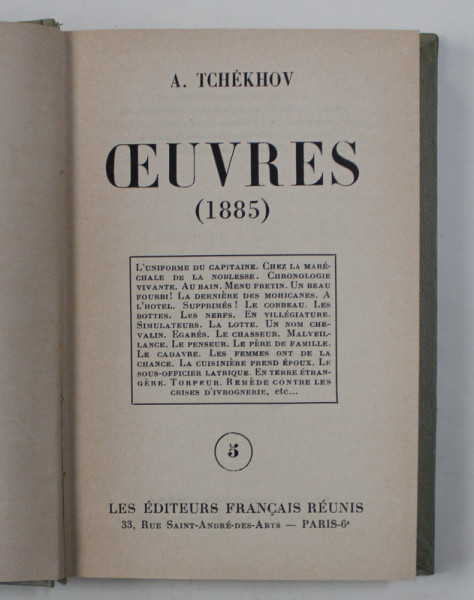 A. TCHÉKHOV
ŒUVRES
(1885)
L'UNIFORME DU CAPITAINE. CHEZ LA MARÉ-
CHALE DE LA NOBLESSE. CHRONOLOGIE
VIVANTE. AU BAIN. MENU FRETIN. UN BEAU
FOURBI! LA DERNIÈRE DES MOHICANES. A
L'HOTEL. SUPPRIMÉS! LE CORBEAU. LES
BOTTES. LES NERFS. EN VILLÉGIATURE.
SIMULATEURS. LA LOTTE. UN NOM CHE-
VALIN. EGARÉS. LE CHASSEUR. MALVEIL-
LANCE. LE PENSEUR. LE PÈRE DE FAMILLE.
LE CADAVRE. LES FEMMES ONT DE LA
CHANCE. LA CUISINIÈRE PREND ÉPOUX. LE
SOUS-OFFICIER LATRIQUE. EN TERRE ÉTRAN-
GÈRE. TORPEUR. REMÈDE CONTRE LES
CRISES D'IVROGNERIE, etc...
5
LES ÉDITEURS FRANÇAIS RÉUNIS
33, RUE SAINT-ANDRÉ-DES-ARTS — PARIS-6e